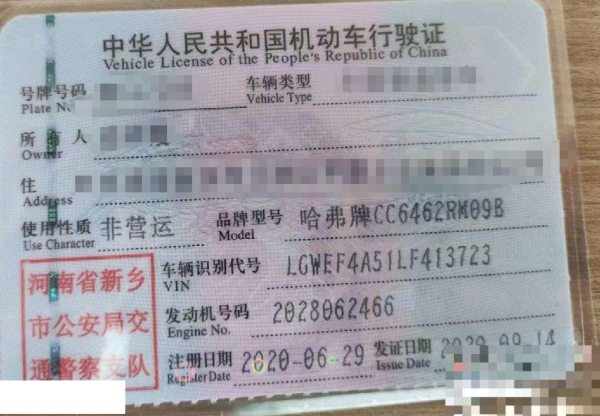 中华人民共和国机动车行驶证
Vehicle License of the People's Republic of China
号牌号码
Plate No.
车辆类型
Vehicle Type
所有人
Owner
住
Address
使用性质 非营运
Use Character
品牌型号 哈弗牌CC6462RM09B
Model
车辆识别代号 LGWEF4A51LF413723
VIN
发动机号码 2028062466
Engine No.
注册日期 2020-06-29
Register Date
发证日期 2020-09-14
Issue Date
河南省新乡
市公安局交
通警察支队